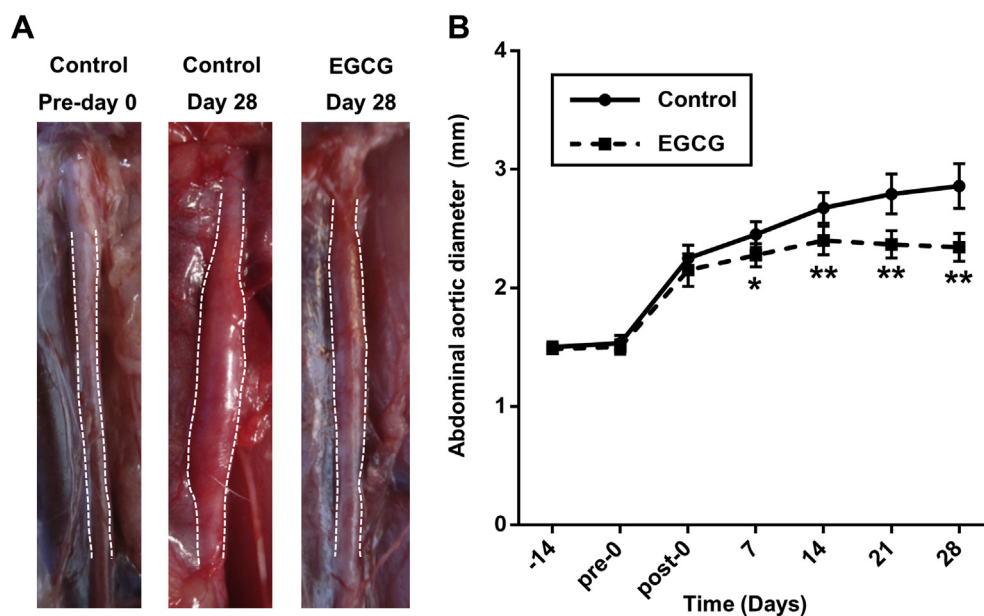 A
Control
Pre-day 0
Control
Day 28
EGCG
Day 28
B
Abdominal aortic diameter (mm)
4
3
2
1
0
Control
EGCG
*
**
**
**
-14
pre-0
post-0
7
14
21
28
Time (Days)